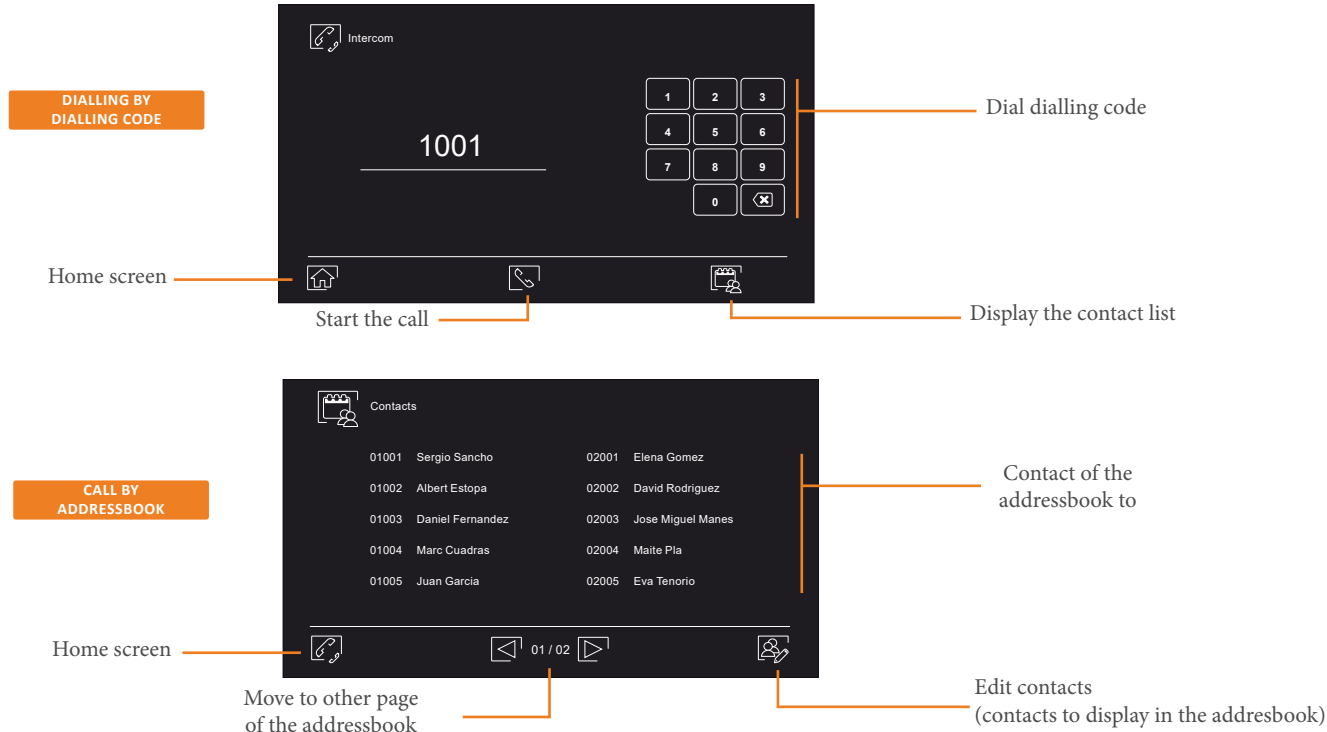 Intercom
DIALLING BY
DIALLING CODE
1 2 3
Dial dialling code
4 5 6
1001
7 8 9
0
Home screen
Start the call
Display the contact list
Contacts
01001 Sergio Sancho 02001 Elena Gomez
01002 Albert Estopa 02002 David Rodriguez
01003 Daniel Fernandez 02003 Jose Miguel Manes
01004 Marc Cuadras 02004 Maite Pla
01005 Juan Garcia 02005 Eva Tenorio
Contact of the
addressbook to
CALL BY
ADDRESSBOOK
Home screen
01 / 02
Move to other page
of the addressbook
Edit contacts
(contacts to display in the addresbook)